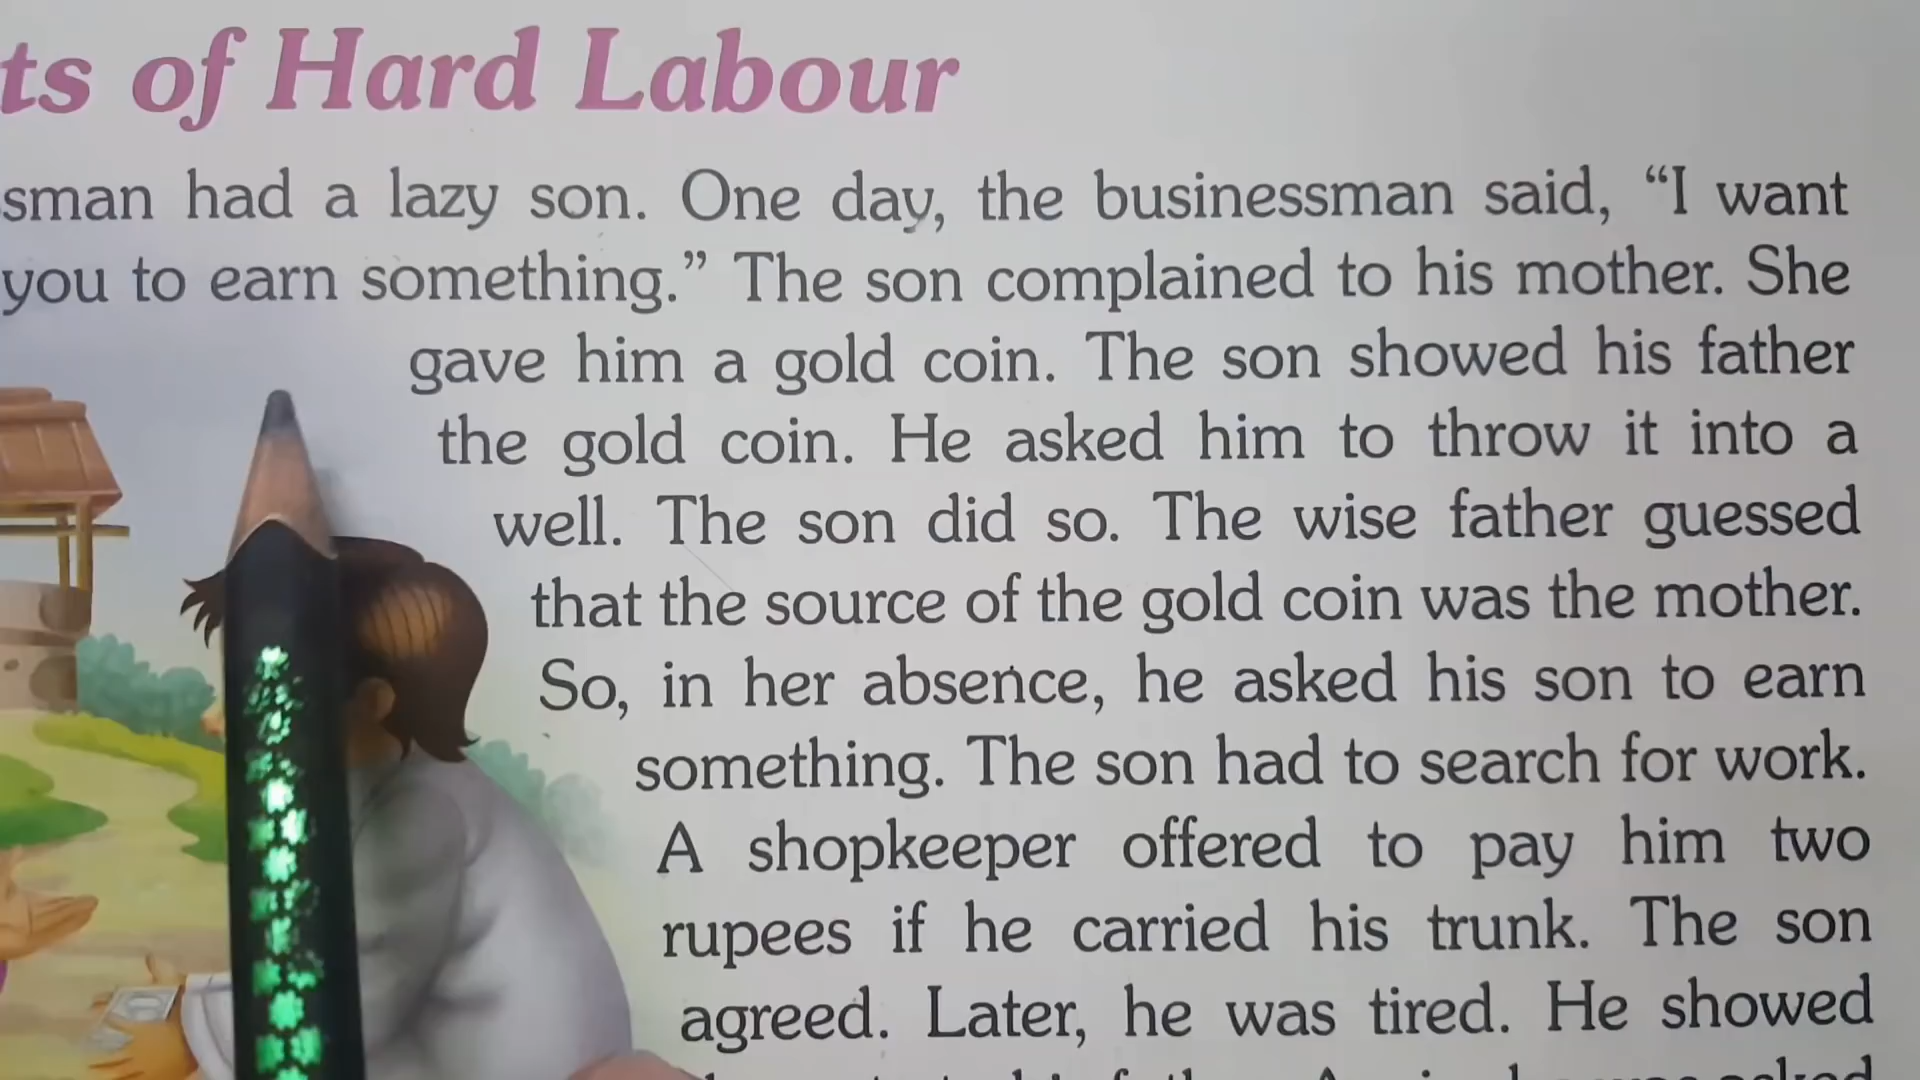 ts of Hard Labour
sman had a lazy son. One day, the businessman said, “I want
you to earn something.” The son complained to his mother. She
gave him a gold coin. The son showed his father
the gold coin. He asked him to throw it into a
well. The son did so. The wise father guessed
that the source of the gold coin was the mother.
So, in her absence, he asked his son to earn
something. The son had to search for work.
A shopkeeper offered to pay him two
rupees if he carried his trunk. The son
agreed. Later, he was tired. He showed